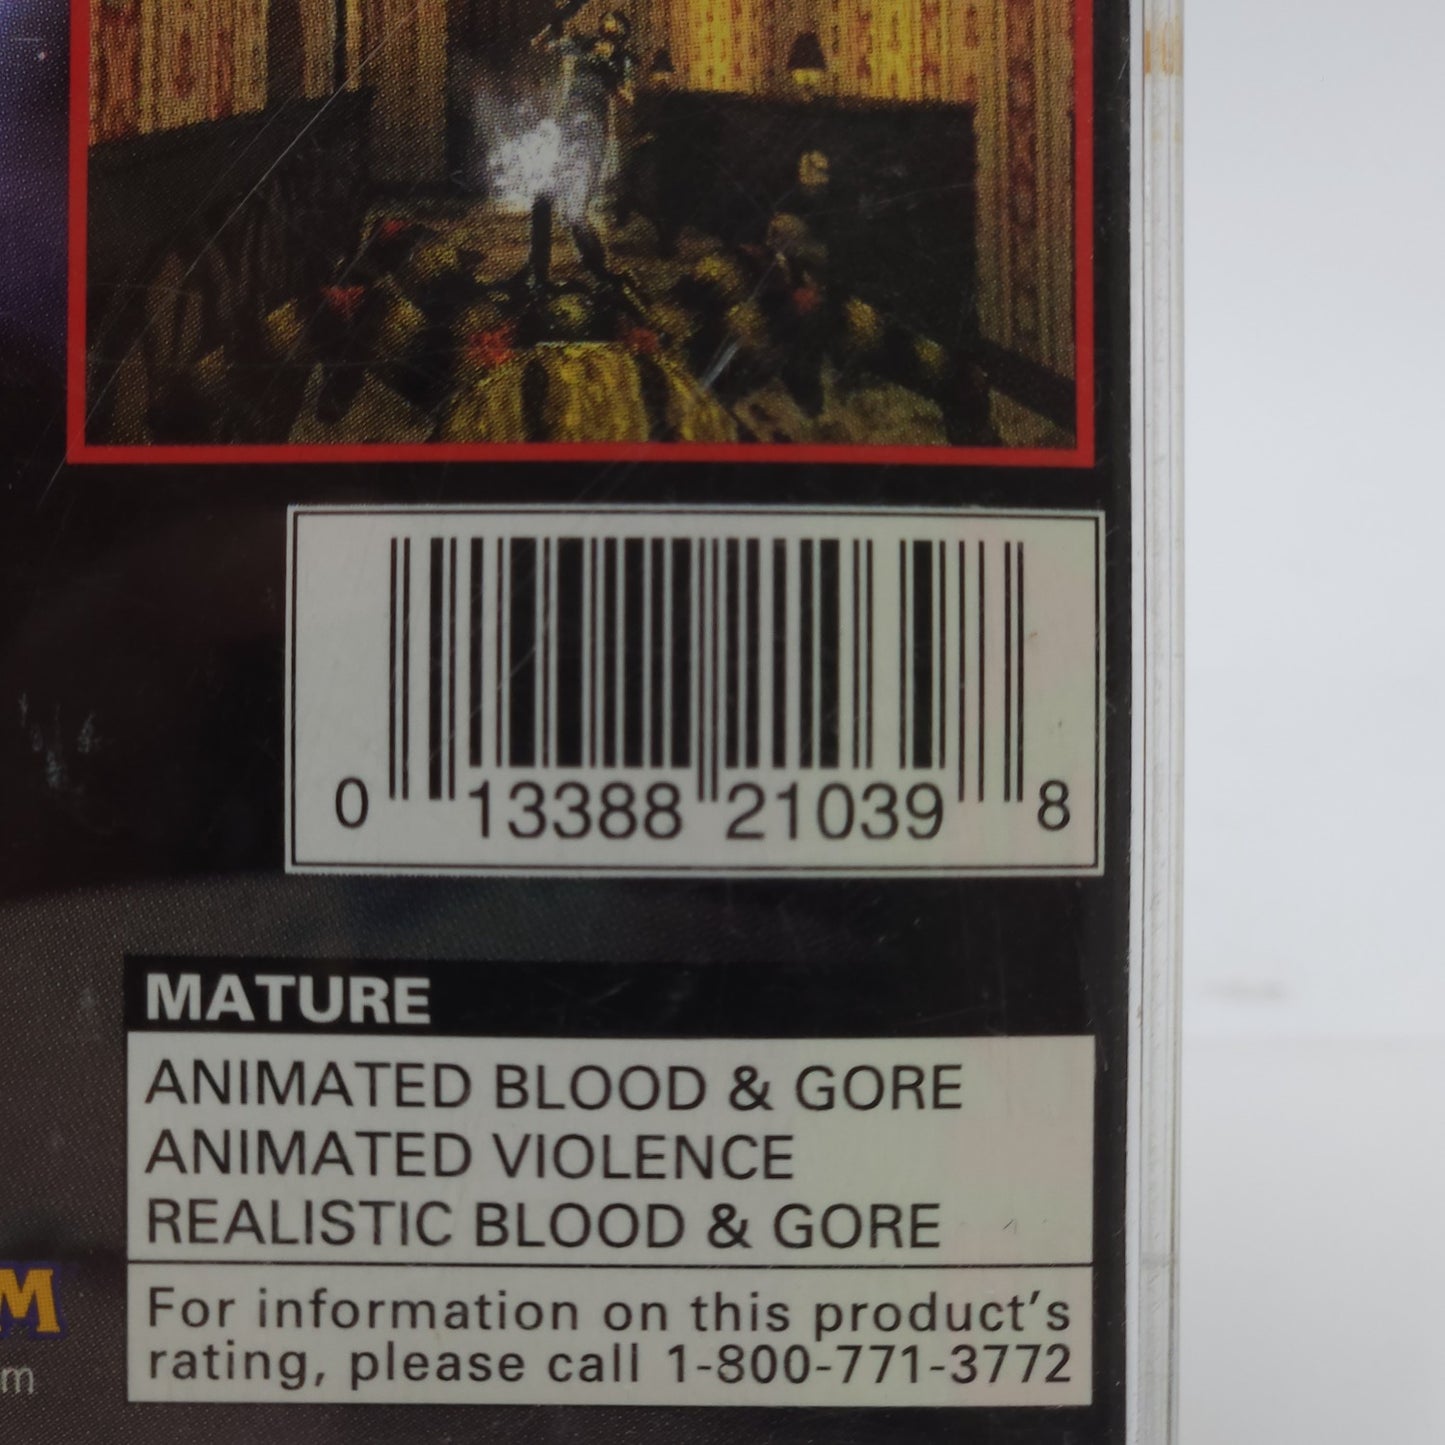 0 13388 21039 8
MATURE
ANIMATED BLOOD & GORE
ANIMATED VIOLENCE
REALISTIC BLOOD & GORE
For information on this product's
rating, please call 1-800-771-3772
M
m